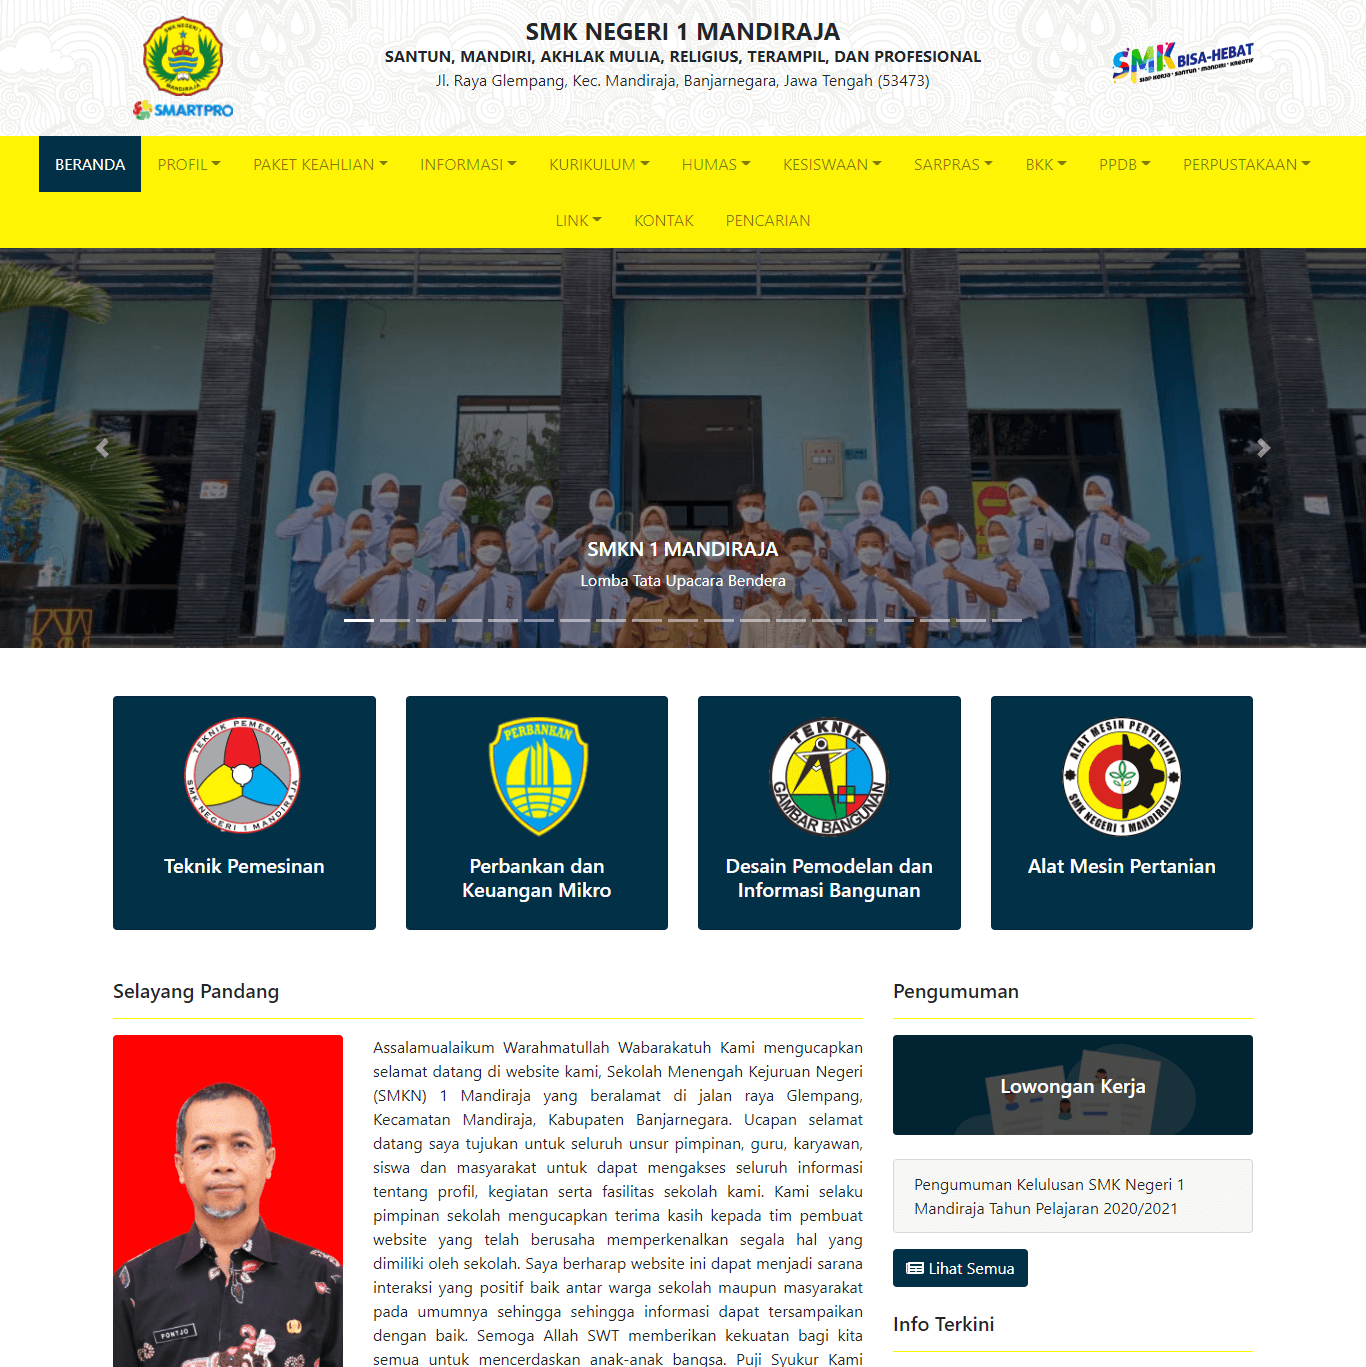 SMK NEGERI 1 MANDIRAJA
SANTUN, MANDIRI, AKHLAK MULIA, RELIGIUS, TERAMPIL, DAN PROFESIONAL
Jl. Raya Glempang, Kec. Mandiraja, Banjarnegara, Jawa Tengah (53473)
SMK NEGERI 1
MANDIRAJA
SMARTPRO
SMK BISA-HEBAT
SIAP KERJA • SANTUN • MANDIRI • KREATIF
BERANDA PROFIL PAKET KEAHLIAN INFORMASI KURIKULUM HUMAS KESISWAAN SARPRAS BKK PPDB PERPUSTAKAAN
LINK KONTAK PENCARIAN
SMKN 1 MANDIRAJA
Lomba Tata Upacara Bendera
TEKNIK PEMESINAN
SMK NEGERI 1 MANDIRAJA
Teknik Pemesinan
PERBANKAN
Perbankan dan
Keuangan Mikro
TEKNIK
GAMBAR BANGUNAN
Desain Pemodelan dan
Informasi Bangunan
ALAT MESIN PERTANIAN
SMK NEGERI 1 MANDIRAJA
Alat Mesin Pertanian
Selayang Pandang
PONTJO
Assalamualaikum Warahmatullah Wabarakatuh Kami mengucapkan
selamat datang di website kami, Sekolah Menengah Kejuruan Negeri
(SMKN) 1 Mandiraja yang beralamat di jalan raya Glempang,
Kecamatan Mandiraja, Kabupaten Banjarnegara. Ucapan selamat
datang saya tujukan untuk seluruh unsur pimpinan, guru, karyawan,
siswa dan masyarakat untuk dapat mengakses seluruh informasi
tentang profil, kegiatan serta fasilitas sekolah kami. Kami selaku
pimpinan sekolah mengucapkan terima kasih kepada tim pembuat
website yang telah berusaha memperkenalkan segala hal yang
dimiliki oleh sekolah. Saya berharap website ini dapat menjadi sarana
interaksi yang positif baik antar warga sekolah maupun masyarakat
pada umumnya sehingga sehingga informasi dapat tersampaikan
dengan baik. Semoga Allah SWT memberikan kekuatan bagi kita
semua untuk mencerdaskan anak-anak bangsa. Puji Syukur Kami
Pengumuman
Lowongan Kerja
Pengumuman Kelulusan SMK Negeri 1
Mandiraja Tahun Pelajaran 2020/2021
Lihat Semua
Info Terkini